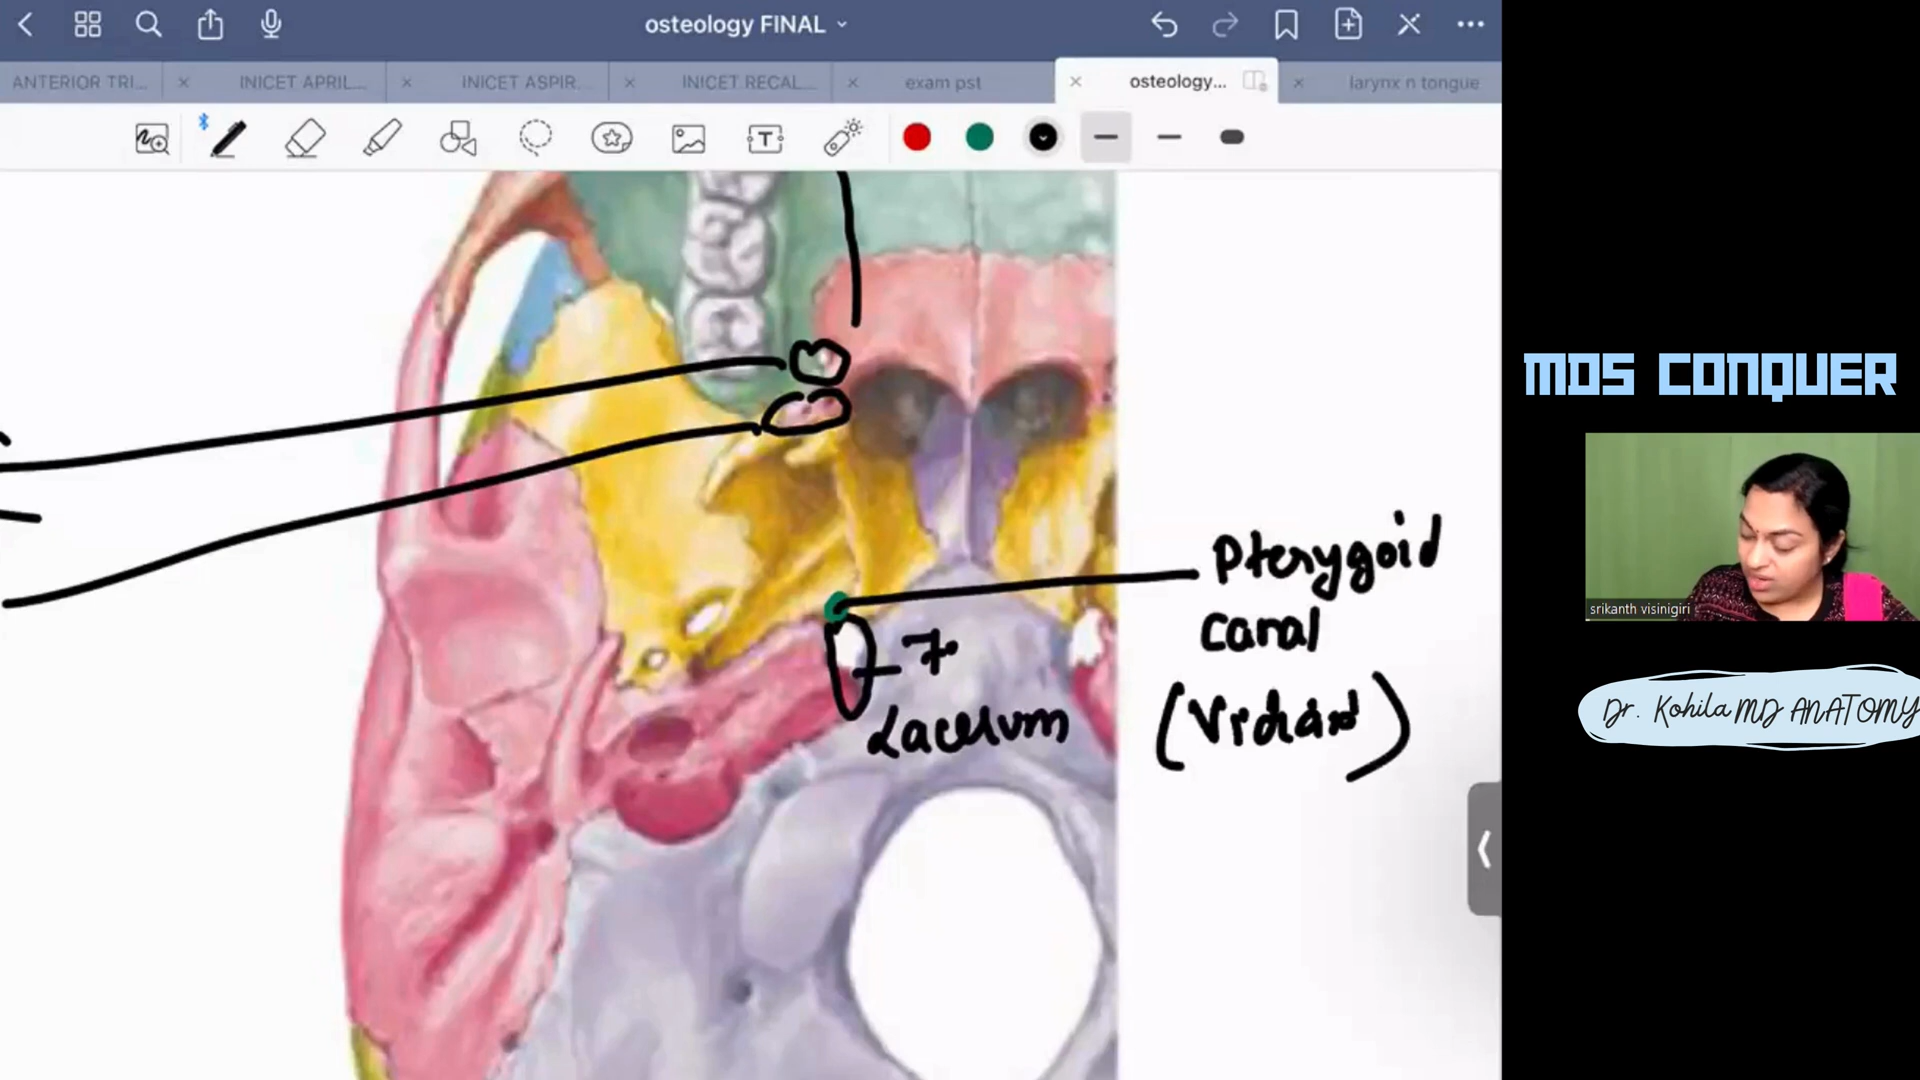 osteology FINAL
ANTERIOR TRI...
INICET APRIL...
INICET ASPIR...
INICET RECAL...
exam pst
osteology...
larynx n tongue
T
MDS CONQUER
Pterygoid
canal
(Vidian)
7.
Lacerum
srikanth visinigiri
Dr. Kohila MD ANATOMY